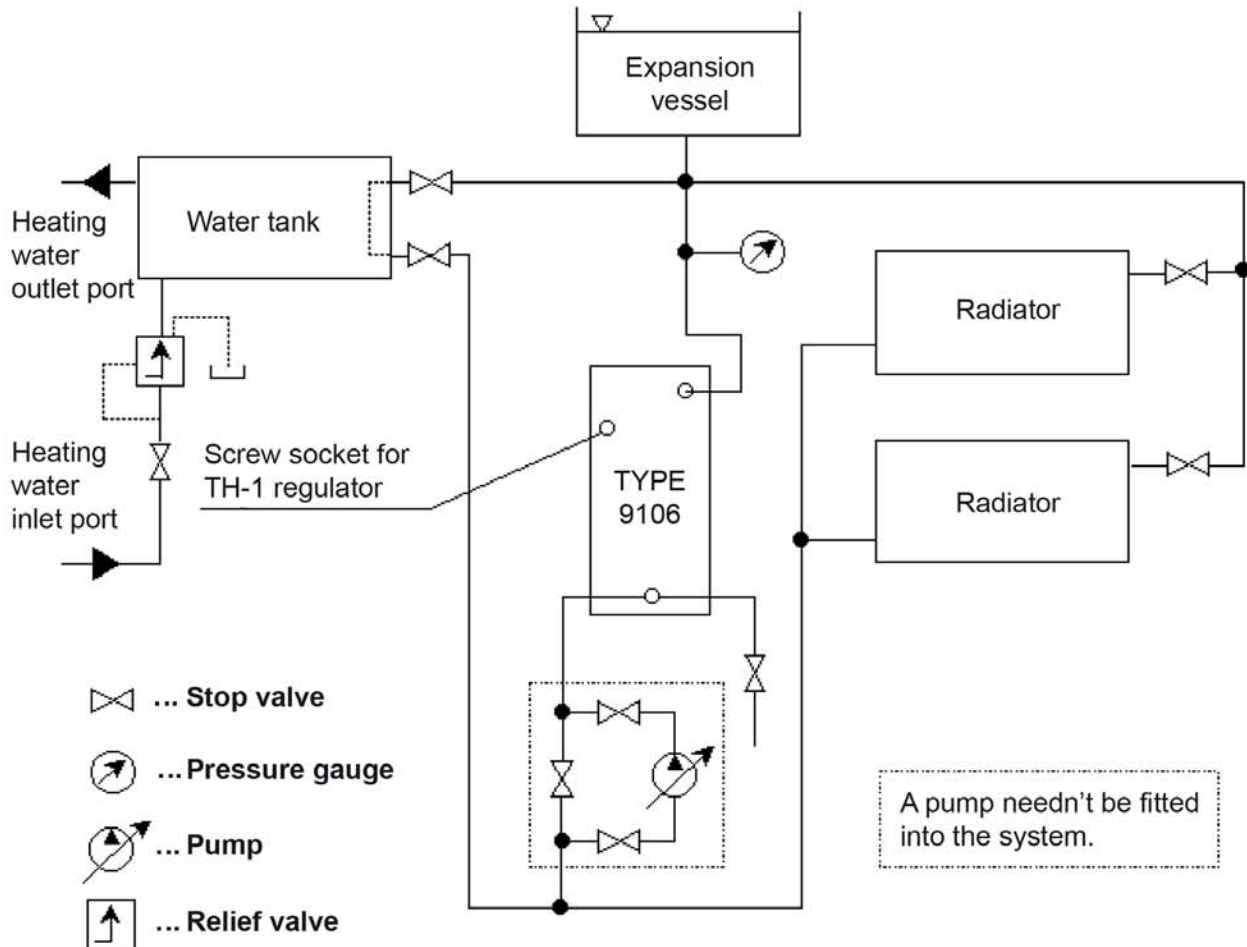 Expansion
vessel
Water tank
Heating
water
outlet port
Radiator
Heating
water
inlet port
Screw socket for
TH-1 regulator
TYPE
9106
Radiator
... Stop valve
... Pressure gauge
... Pump
... Relief valve
A pump needn't be fitted
into the system.